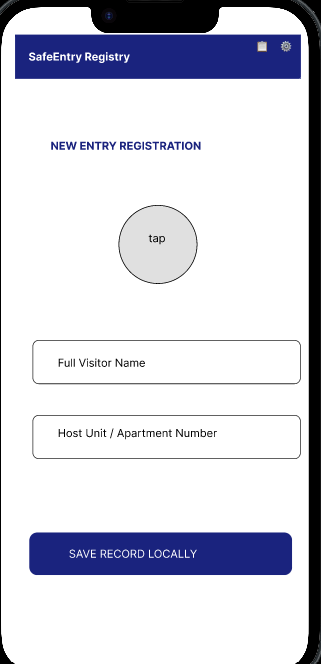 SafeEntry Registry
NEW ENTRY REGISTRATION
tap
Full Visitor Name
Host Unit / Apartment Number
SAVE RECORD LOCALLY